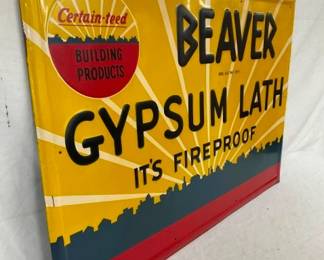 Certain-teed
BUILDING
PRODUCTS
BEAVER
GYPSUM LATH
IT'S FIREPROOF